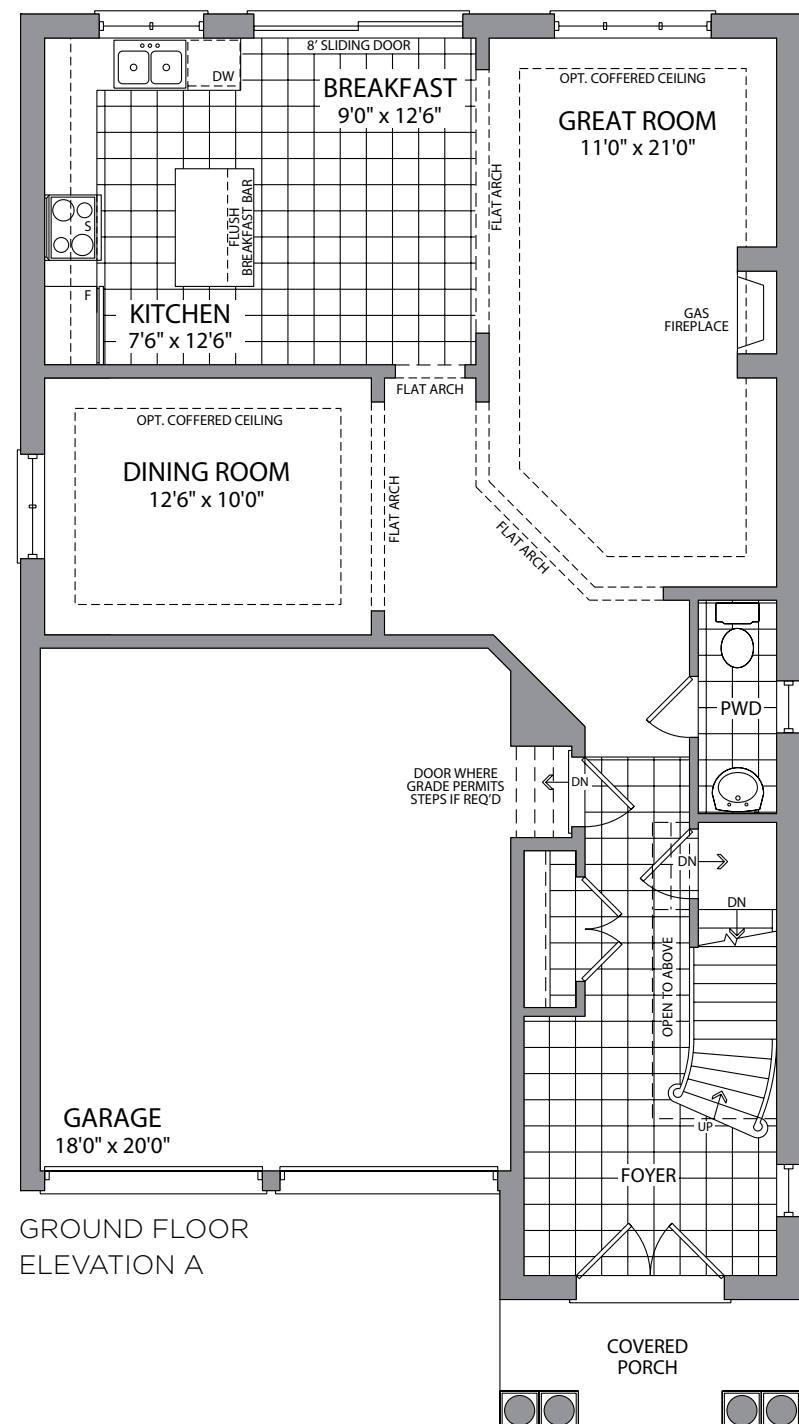 8' SLIDING DOOR
DW
BREAKFAST
9'0" x 12'6"
OPT. COFFERED CEILING
GREAT ROOM
11'0" x 21'0"
FLAT ARCH
S
FLUSH
BREAKFAST BAR
F
KITCHEN
7'6" x 12'6"
GAS
FIREPLACE
FLAT ARCH
OPT. COFFERED CEILING
DINING ROOM
12'6" x 10'0"
FLAT ARCH
FLAT ARCH
PWD
DOOR WHERE
GRADE PERMITS
STEPS IF REQ'D
DN
DN
DN
OPEN TO ABOVE
UP
GARAGE
18'0" x 20'0"
FOYER
GROUND FLOOR
ELEVATION A
COVERED
PORCH